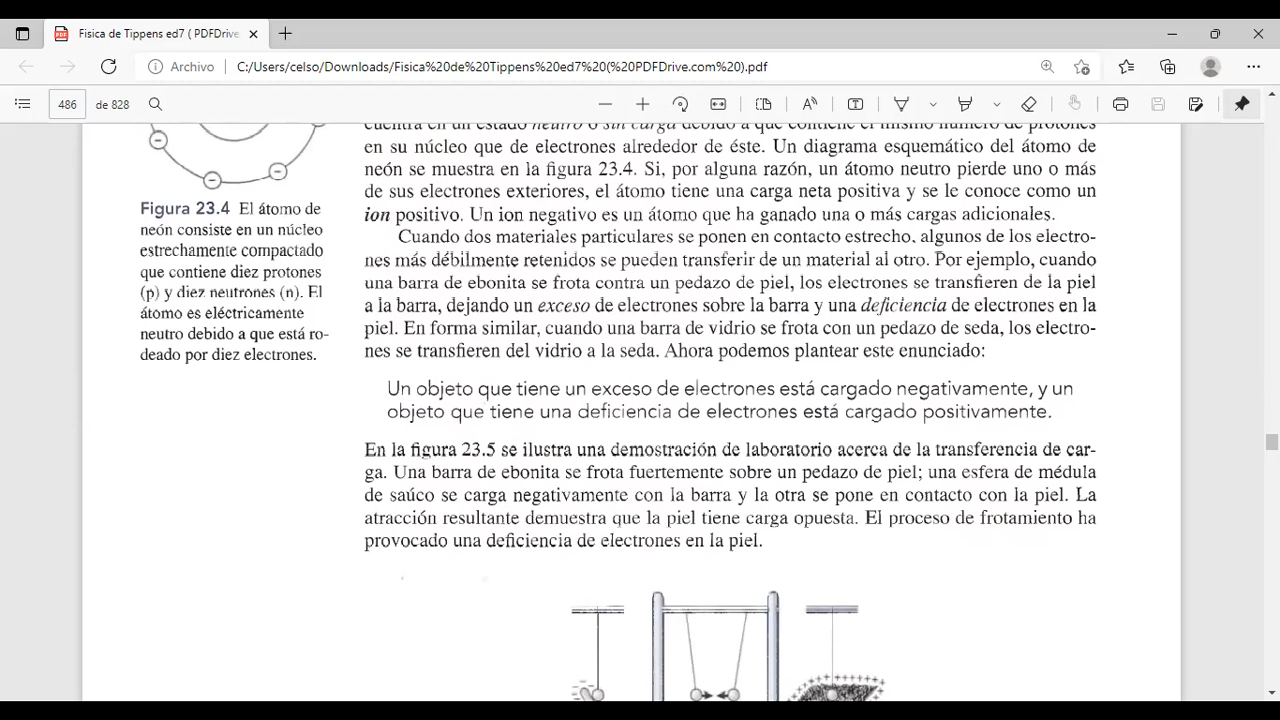 Fisica de Tippens ed7 ( PDFDrive
Archivo
C:/Users/celso/Downloads/Fisica%20de%20Tippens%20ed7%20(%20PDFDrive.com%20).pdf
486 de 828
cuentra en un estado neutro o sin carga debido a que contiene el mismo número de protones
en su núcleo que de electrones alrededor de éste. Un diagrama esquemático del átomo de
neón se muestra en la figura 23.4. Si, por alguna razón, un átomo neutro pierde uno o más
de sus electrones exteriores, el átomo tiene una carga neta positiva y se le conoce como un
ion positivo. Un ion negativo es un átomo que ha ganado una o más cargas adicionales.
Cuando dos materiales particulares se ponen en contacto estrecho, algunos de los electro-
nes más débilmente retenidos se pueden transferir de un material al otro. Por ejemplo, cuando
una barra de ebonita se frota contra un pedazo de piel, los electrones se transfieren de la piel
a la barra, dejando un exceso de electrones sobre la barra y una deficiencia de electrones en la
piel. En forma similar, cuando una barra de vidrio se frota con un pedazo de seda, los electro-
nes se transfieren del vidrio a la seda. Ahora podemos plantear este enunciado:
Un objeto que tiene un exceso de electrones está cargado negativamente, y un
objeto que tiene una deficiencia de electrones está cargado positivamente.
En la figura 23.5 se ilustra una demostración de laboratorio acerca de la transferencia de car-
ga. Una barra de ebonita se frota fuertemente sobre un pedazo de piel; una esfera de médula
de saúco se carga negativamente con la barra y la otra se pone en contacto con la piel. La
atracción resultante demuestra que la piel tiene carga opuesta. El proceso de frotamiento ha
provocado una deficiencia de electrones en la piel.
Figura 23.4 El átomo de
neón consiste en un núcleo
estrechamente compactado
que contiene diez protones
(p) y diez neutrones (n). El
átomo es eléctricamente
neutro debido a que está ro-
deado por diez electrones.